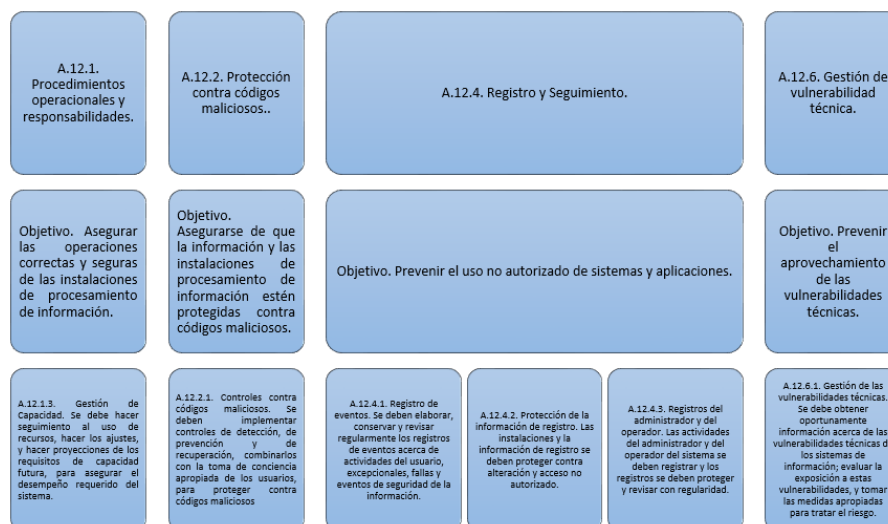 A.12.1.
Procedimientos
operacionales y
responsabilidades.
A.12.2. Protección
contra códigos
maliciosos..
A.12.4. Registro y Seguimiento.
A.12.6. Gestión de
vulnerabilidad
técnica.
Objetivo. Asegurar
las operaciones
correctas y seguras
de las instalaciones
de procesamiento
de información.
Objetivo.
Asegurarse de que
la información y las
instalaciones de
procesamiento de
información estén
protegidas contra
códigos maliciosos.
Objetivo. Prevenir el uso no autorizado de sistemas y aplicaciones.
Objetivo. Prevenir
el
aprovechamiento
de las
vulnerabilidades
técnicas.
A.12.1.3. Gestión de
Capacidad. Se debe hacer
seguimiento al uso de
recursos, hacer los ajustes,
y hacer proyecciones de los
requisitos de capacidad
futura, para asegurar el
desempeño requerido del
sistema.
A.12.2.1. Controles contra
códigos maliciosos. Se
deben implementar
controles de detección, de
prevención y de
recuperación, combinarlos
con la toma de conciencia
apropiada de los usuarios,
para proteger contra
códigos maliciosos
A.12.4.1. Registro de
eventos. Se deben elaborar,
conservar y revisar
regularmente los registros
de eventos acerca de
actividades del usuario,
excepcionales, fallas y
eventos de seguridad de la
información.
A.12.4.2. Protección de la
información de registro. Las
instalaciones y la
información de registro se
deben proteger contra
alteración y acceso no
autorizado.
A.12.4.3. Registros del
administrador y del
operador. Las actividades
del administrador y del
operador del sistema se
deben registrar y los
registros se deben proteger
y revisar con regularidad.
A.12.6.1. Gestión de las
vulnerabilidades técnicas.
Se debe obtener
oportunamente
información acerca de las
vulnerabilidades técnicas d
los sistemas de
información; evaluar la
exposición a estas
vulnerabilidades, y tomar
las medidas apropiadas
para tratar el riesgo.